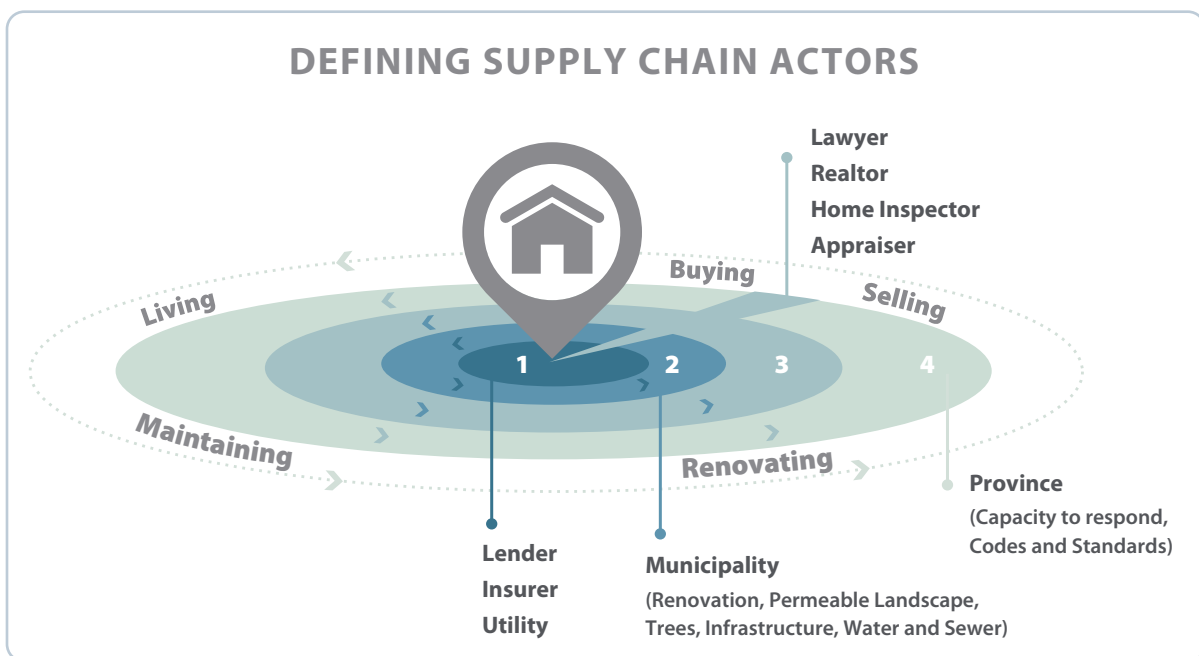 DEFINING SUPPLY CHAIN ACTORS
Lawyer
Realtor
Home Inspector
Appraiser
Buying
Selling
Living
1
2
3
4
Maintaining
Renovating
Province
(Capacity to respond,
Codes and Standards)
Lender
Insurer
Utility
Municipality
(Renovation, Permeable Landscape,
Trees, Infrastructure, Water and Sewer)